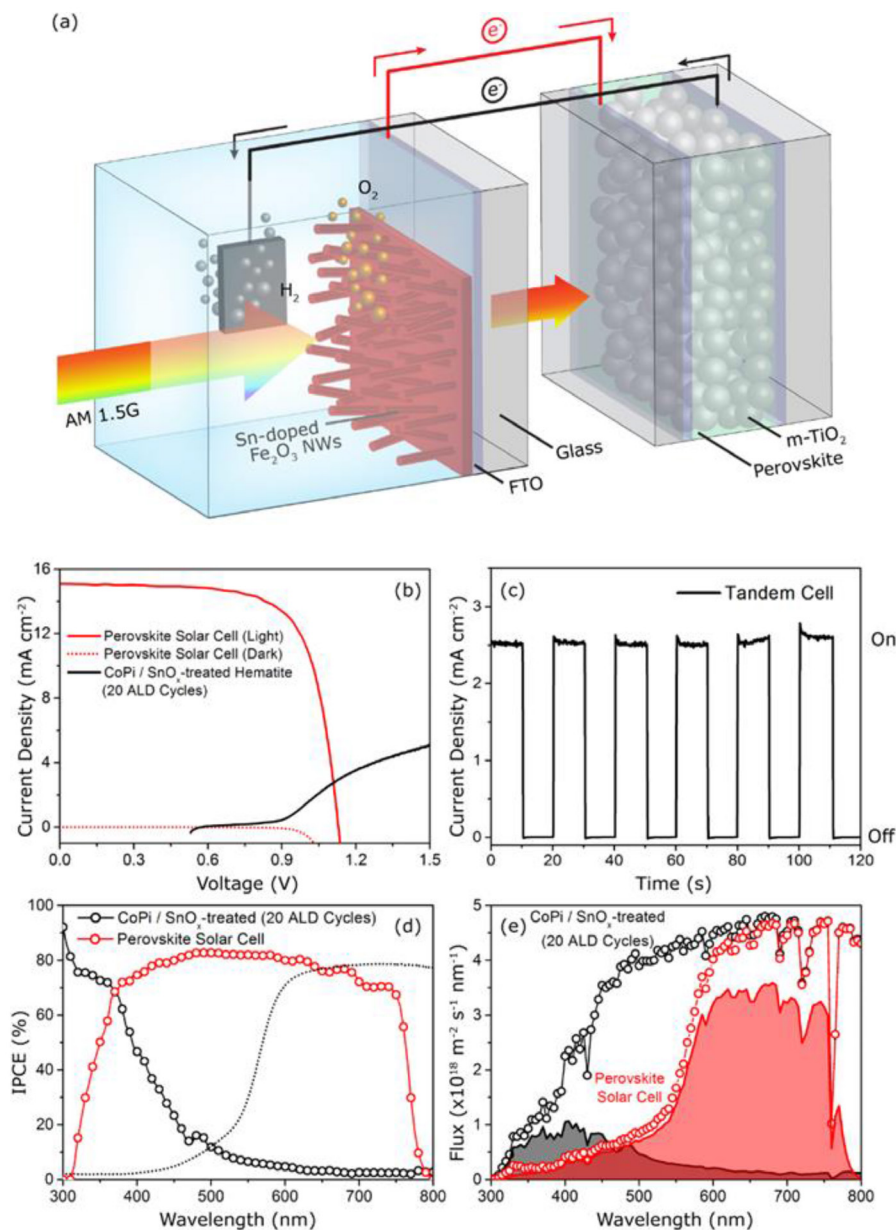 (a)
e⁻
e⁻
O₂
H₂
AM 1.5G
Sn-doped
Fe₂O₃ NWs
Glass
FTO
m-TiO₂
Perovskite
(b)
16
12
8
4
0
0.0 0.3 0.6 0.9 1.2 1.5
Current Density (mA cm⁻²)
Voltage (V)
Perovskite Solar Cell (Light)
Perovskite Solar Cell (Dark)
CoPi / SnOₓ-treated Hematite
(20 ALD Cycles)
(c)
Tandem Cell
3
2
1
0
On
Off
0 20 40 60 80 100 120
Current Density (mA cm⁻²)
Time (s)
(d)
CoPi / SnOₓ-treated (20 ALD Cycles)
Perovskite Solar Cell
100
80
60
40
20
0
300 400 500 600 700 800
IPCE (%)
Wavelength (nm)
(e)
CoPi / SnOₓ-treated
(20 ALD Cycles)
Perovskite
Solar Cell
5
4
3
2
1
0
300 400 500 600 700 800
Flux (x10¹⁸ m⁻² s⁻¹ nm⁻¹)
Wavelength (nm)